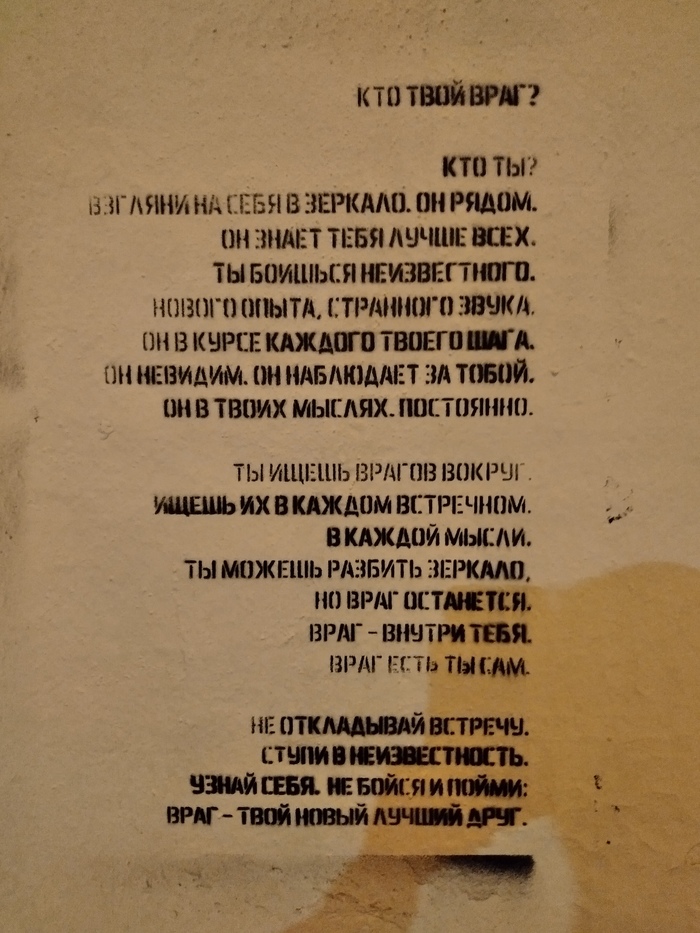 КТО ТВОЙ ВРАГ?
КТО ТЫ?
ВЗГЛЯНИ НА СЕБЯ В ЗЕРКАЛО. ОН РЯДОМ.
ОН ЗНАЕТ ТЕБЯ ЛУЧШЕ ВСЕХ.
ТЫ БОИШЬСЯ НЕИЗВЕСТНОГО.
НОВОГО ОПЫТА, СТРАННОГО ЗВУКА.
ОН В КУРСЕ КАЖДОГО ТВОЕГО ШАГА.
ОН НЕВИДИМ. ОН НАБЛЮДАЕТ ЗА ТОБОЙ.
ОН В ТВОИХ МЫСЛЯХ. ПОСТОЯННО.
ТЫ ИЩЕШЬ ВРАГОВ ВОКРУГ.
ИЩЕШЬ ИХ В КАЖДОМ ВСТРЕЧНОМ.
В КАЖДОЙ МЫСЛИ.
ТЫ МОЖЕШЬ РАЗБИТЬ ЗЕРКАЛО,
НО ВРАГ ОСТАНЕТСЯ.
ВРАГ - ВНУТРИ ТЕБЯ.
ВРАГ ЕСТЬ ТЫ САМ.
НЕ ОТКЛАДЫВАЙ ВСТРЕЧУ.
СТУПИ В НЕИЗВЕСТНОСТЬ.
УЗНАЙ СЕБЯ. НЕ БОЙСЯ И ПОЙМИ:
ВРАГ - ТВОЙ НОВЫЙ ЛУЧШИЙ ДРУГ.